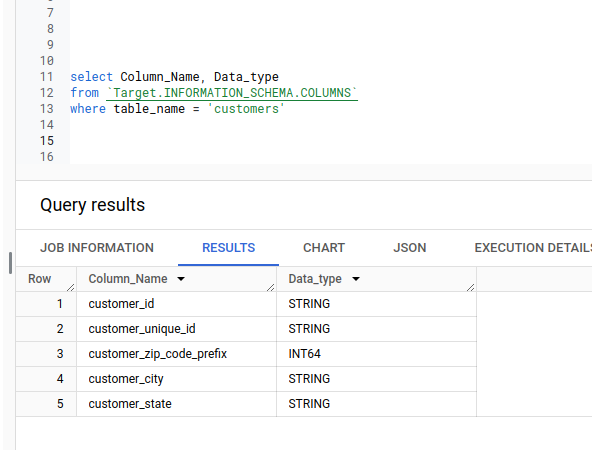 7
8
9
10
11 select Column_Name, Data_type
12 from `Target.INFORMATION_SCHEMA.COLUMNS`
13 where table_name = 'customers'
14
15
16
Query results
JOB INFORMATION RESULTS CHART JSON EXECUTION DETAILS
Row Column_Name Data_type
1 customer_id STRING
2 customer_unique_id STRING
3 customer_zip_code_prefix INT64
4 customer_city STRING
5 customer_state STRING